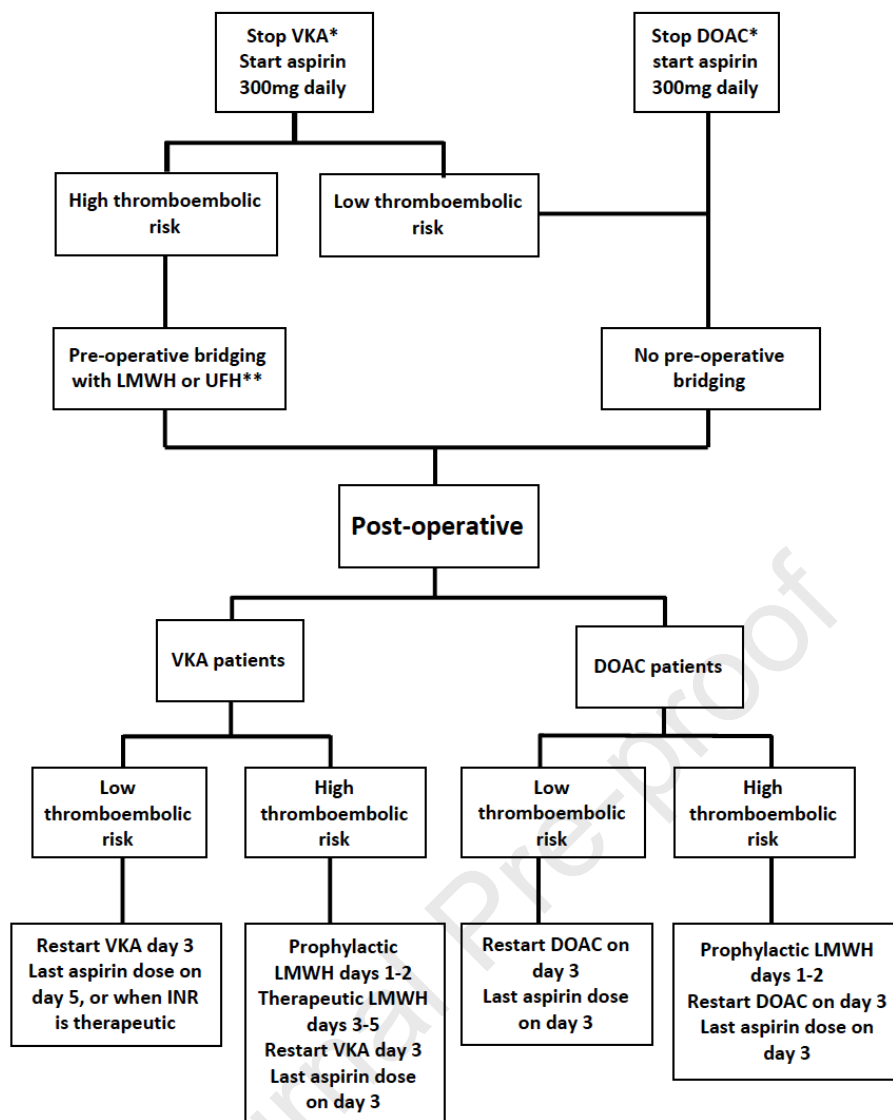 Stop VKA*
Start aspirin
300mg daily
Stop DOAC*
start aspirin
300mg daily
High thromboembolic
risk
Low thromboembolic
risk
Pre-operative bridging
with LMWH or UFH**
No pre-operative
bridging
Post-operative
VKA patients
DOAC patients
Low
thromboembolic
risk
High
thromboembolic
risk
Low
thromboembolic
risk
High
thromboembolic
risk
Restart VKA day 3
Last aspirin dose on
day 5, or when INR
is therapeutic
Prophylactic
LMWH days 1-2
Therapeutic LMWH
days 3-5
Restart VKA day 3
Last aspirin dose
on day 3
Restart DOAC on
day 3
Last aspirin dose
on day 3
Prophylactic LMWH
days 1-2
Restart DOAC on day 3
Last aspirin dose on
day 3
rnal Pre-proof